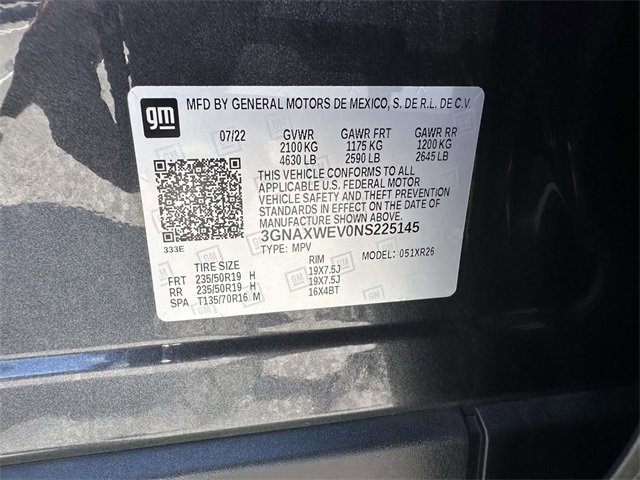 gm
MFD BY GENERAL MOTORS DE MEXICO, S. DE R.L. DE C.V.
07/22 GVWR GAWR FRT GAWR RR
2100 KG 1175 KG 1200 KG
4630 LB 2590 LB 2645 LB
THIS VEHICLE CONFORMS TO ALL
APPLICABLE U.S. FEDERAL MOTOR
VEHICLE SAFETY AND THEFT PREVENTION
STANDARDS IN EFFECT ON THE DATE OF
MANUFACTURE SHOWN ABOVE.
3GNAXWEV0NS225145
333E TYPE: MPV MODEL: 051XR26
TIRE SIZE RIM
FRT 235/50R19 H 19X7.5J
RR 235/50R19 H 19X7.5J
SPA T135/70R16 M 16X4BT